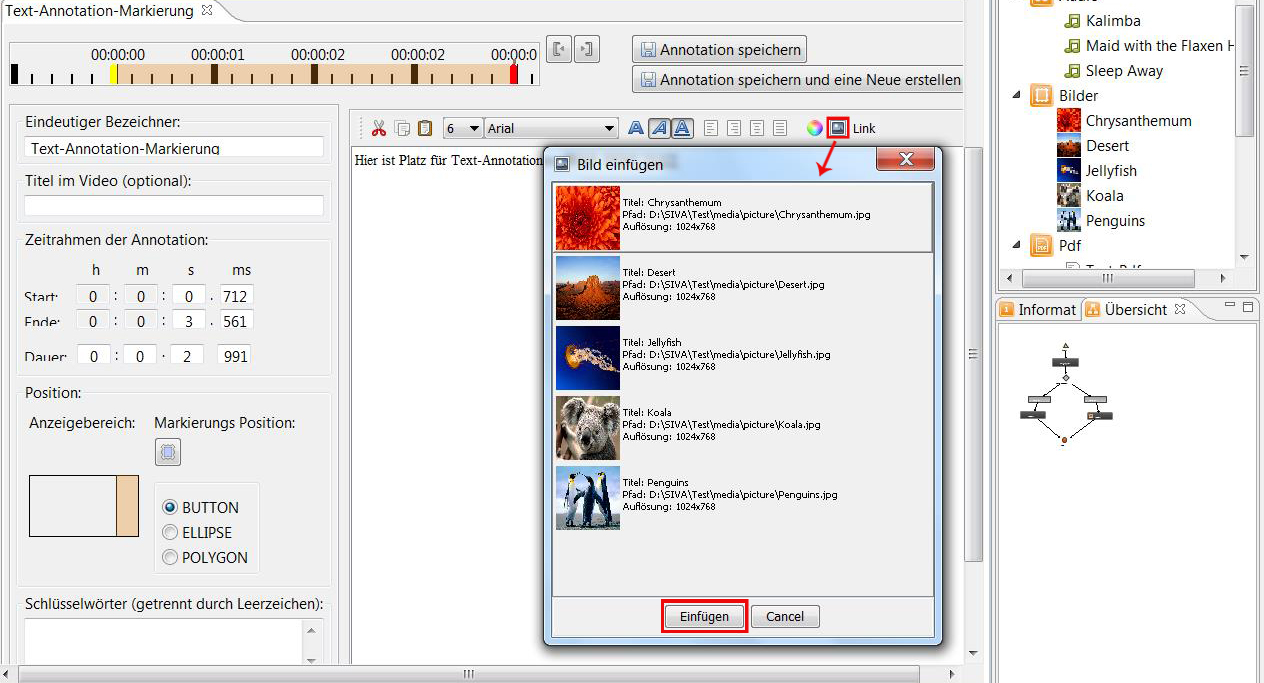 Text-Annotation-Markierung
00:00:00 00:00:01 00:00:02 00:00:02 00:00:0
Annotation speichern
Annotation speichern und eine Neue erstellen
Eindeutiger Bezeichner:
Text-Annotation-Markierung
Titel im Video (optional):
Zeitrahmen der Annotation:
h m s ms
Start: 0 : 0 : 0 . 712
Ende: 0 : 0 : 3 . 561
Dauer: 0 : 0 . 2 991
Position:
Anzeigebereich: Markierungs Position:
BUTTON
ELLIPSE
POLYGON
Schlüsselwörter (getrennt durch Leerzeichen):
6 Arial A A A Link
Hier ist Platz für Text-Annotation
Bild einfügen
Titel: Chrysanthemum
Pfad: D:\SIVA\Test\media\picture\Chrysanthemum.jpg
Auflösung: 1024x768
Titel: Desert
Pfad: D:\SIVA\Test\media\picture\Desert.jpg
Auflösung: 1024x768
Titel: Jellyfish
Pfad: D:\SIVA\Test\media\picture\Jellyfish.jpg
Auflösung: 1024x768
Titel: Koala
Pfad: D:\SIVA\Test\media\picture\Koala.jpg
Auflösung: 1024x768
Titel: Penguins
Pfad: D:\SIVA\Test\media\picture\Penguins.jpg
Auflösung: 1024x768
Einfügen Cancel
Audio
Kalimba
Maid with the Flaxen H
Sleep Away
Bilder
Chrysanthemum
Desert
Jellyfish
Koala
Penguins
Pdf
Text-Pdf
Informat Übersicht